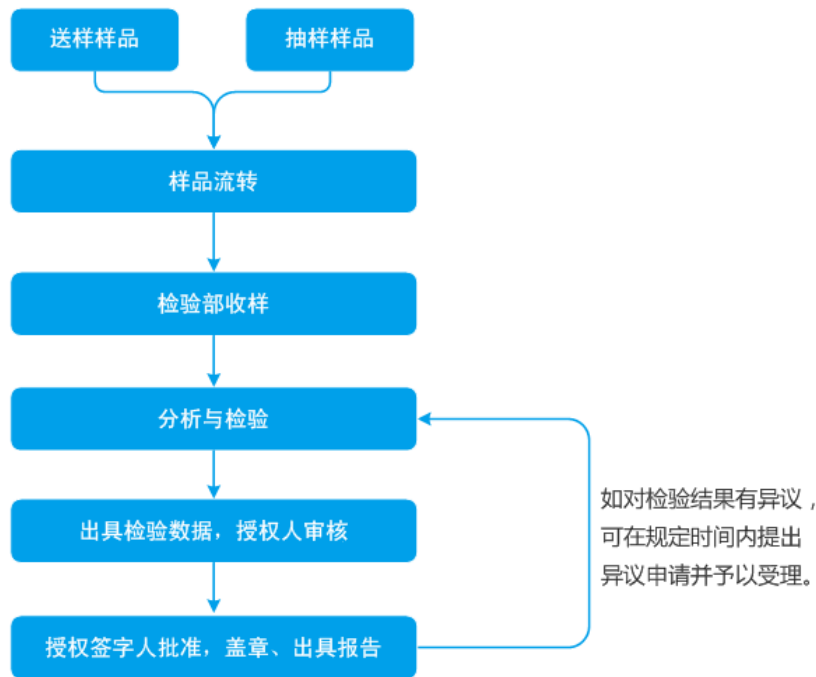 送样样品
抽样样品
样品流转
检验部收样
分析与检验
出具检验数据，授权人审核
授权签字人批准，盖章、出具报告
如对检验结果有异议，
可在规定时间内提出
异议申请并予以受理。